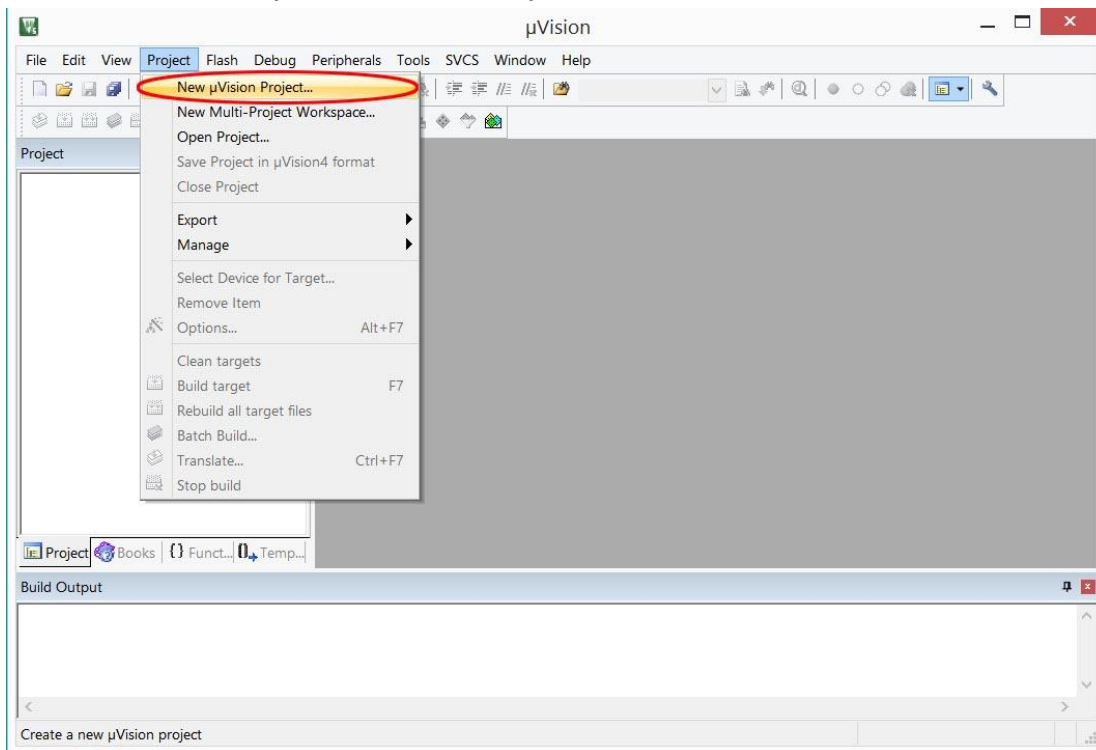 µVision
File Edit View Project Flash Debug Peripherals Tools SVCS Window Help
New µVision Project...
New Multi-Project Workspace...
Open Project...
Save Project in µVision4 format
Close Project
Export
Manage
Select Device for Target...
Remove Item
Options... Alt+F7
Clean targets
Build target F7
Rebuild all target files
Batch Build...
Translate... Ctrl+F7
Stop build
Project
Project Books {} Funct... Temp...
Build Output
Create a new µVision project